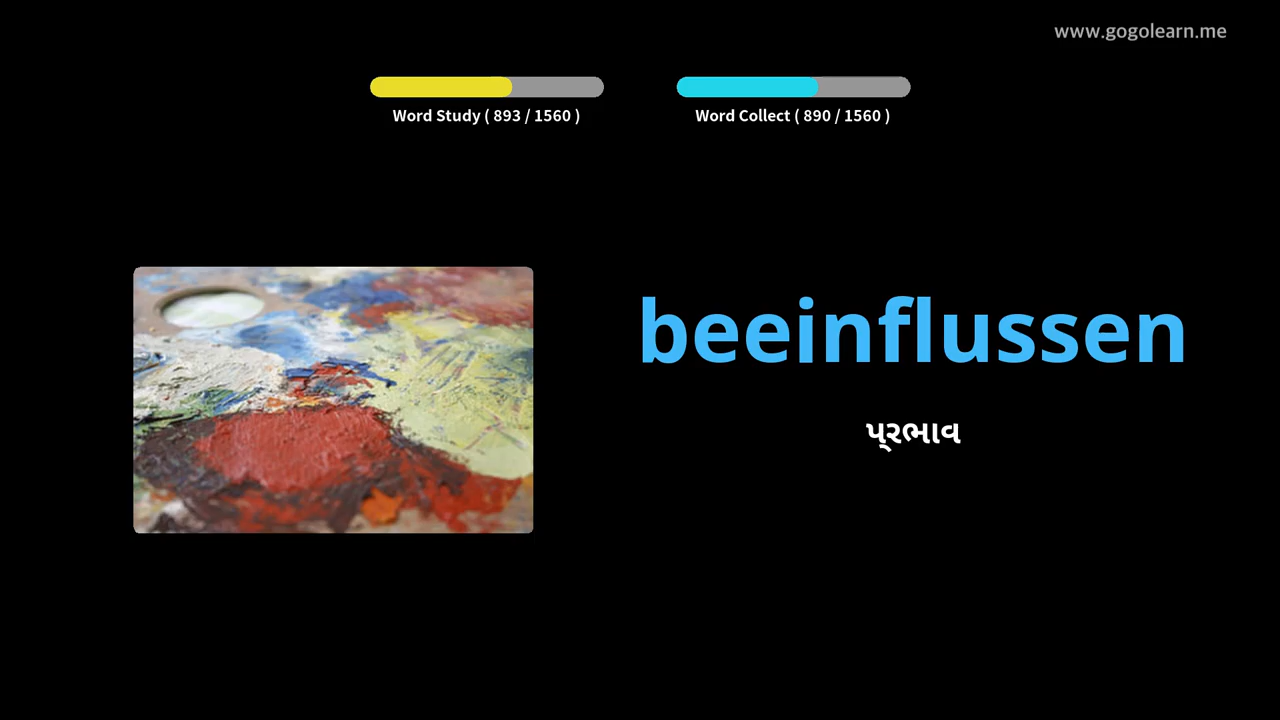 www.gogolearn.me
Word Study ( 893 / 1560 )
Word Collect ( 890 / 1560 )
beeinflussen
પ્રભાવ